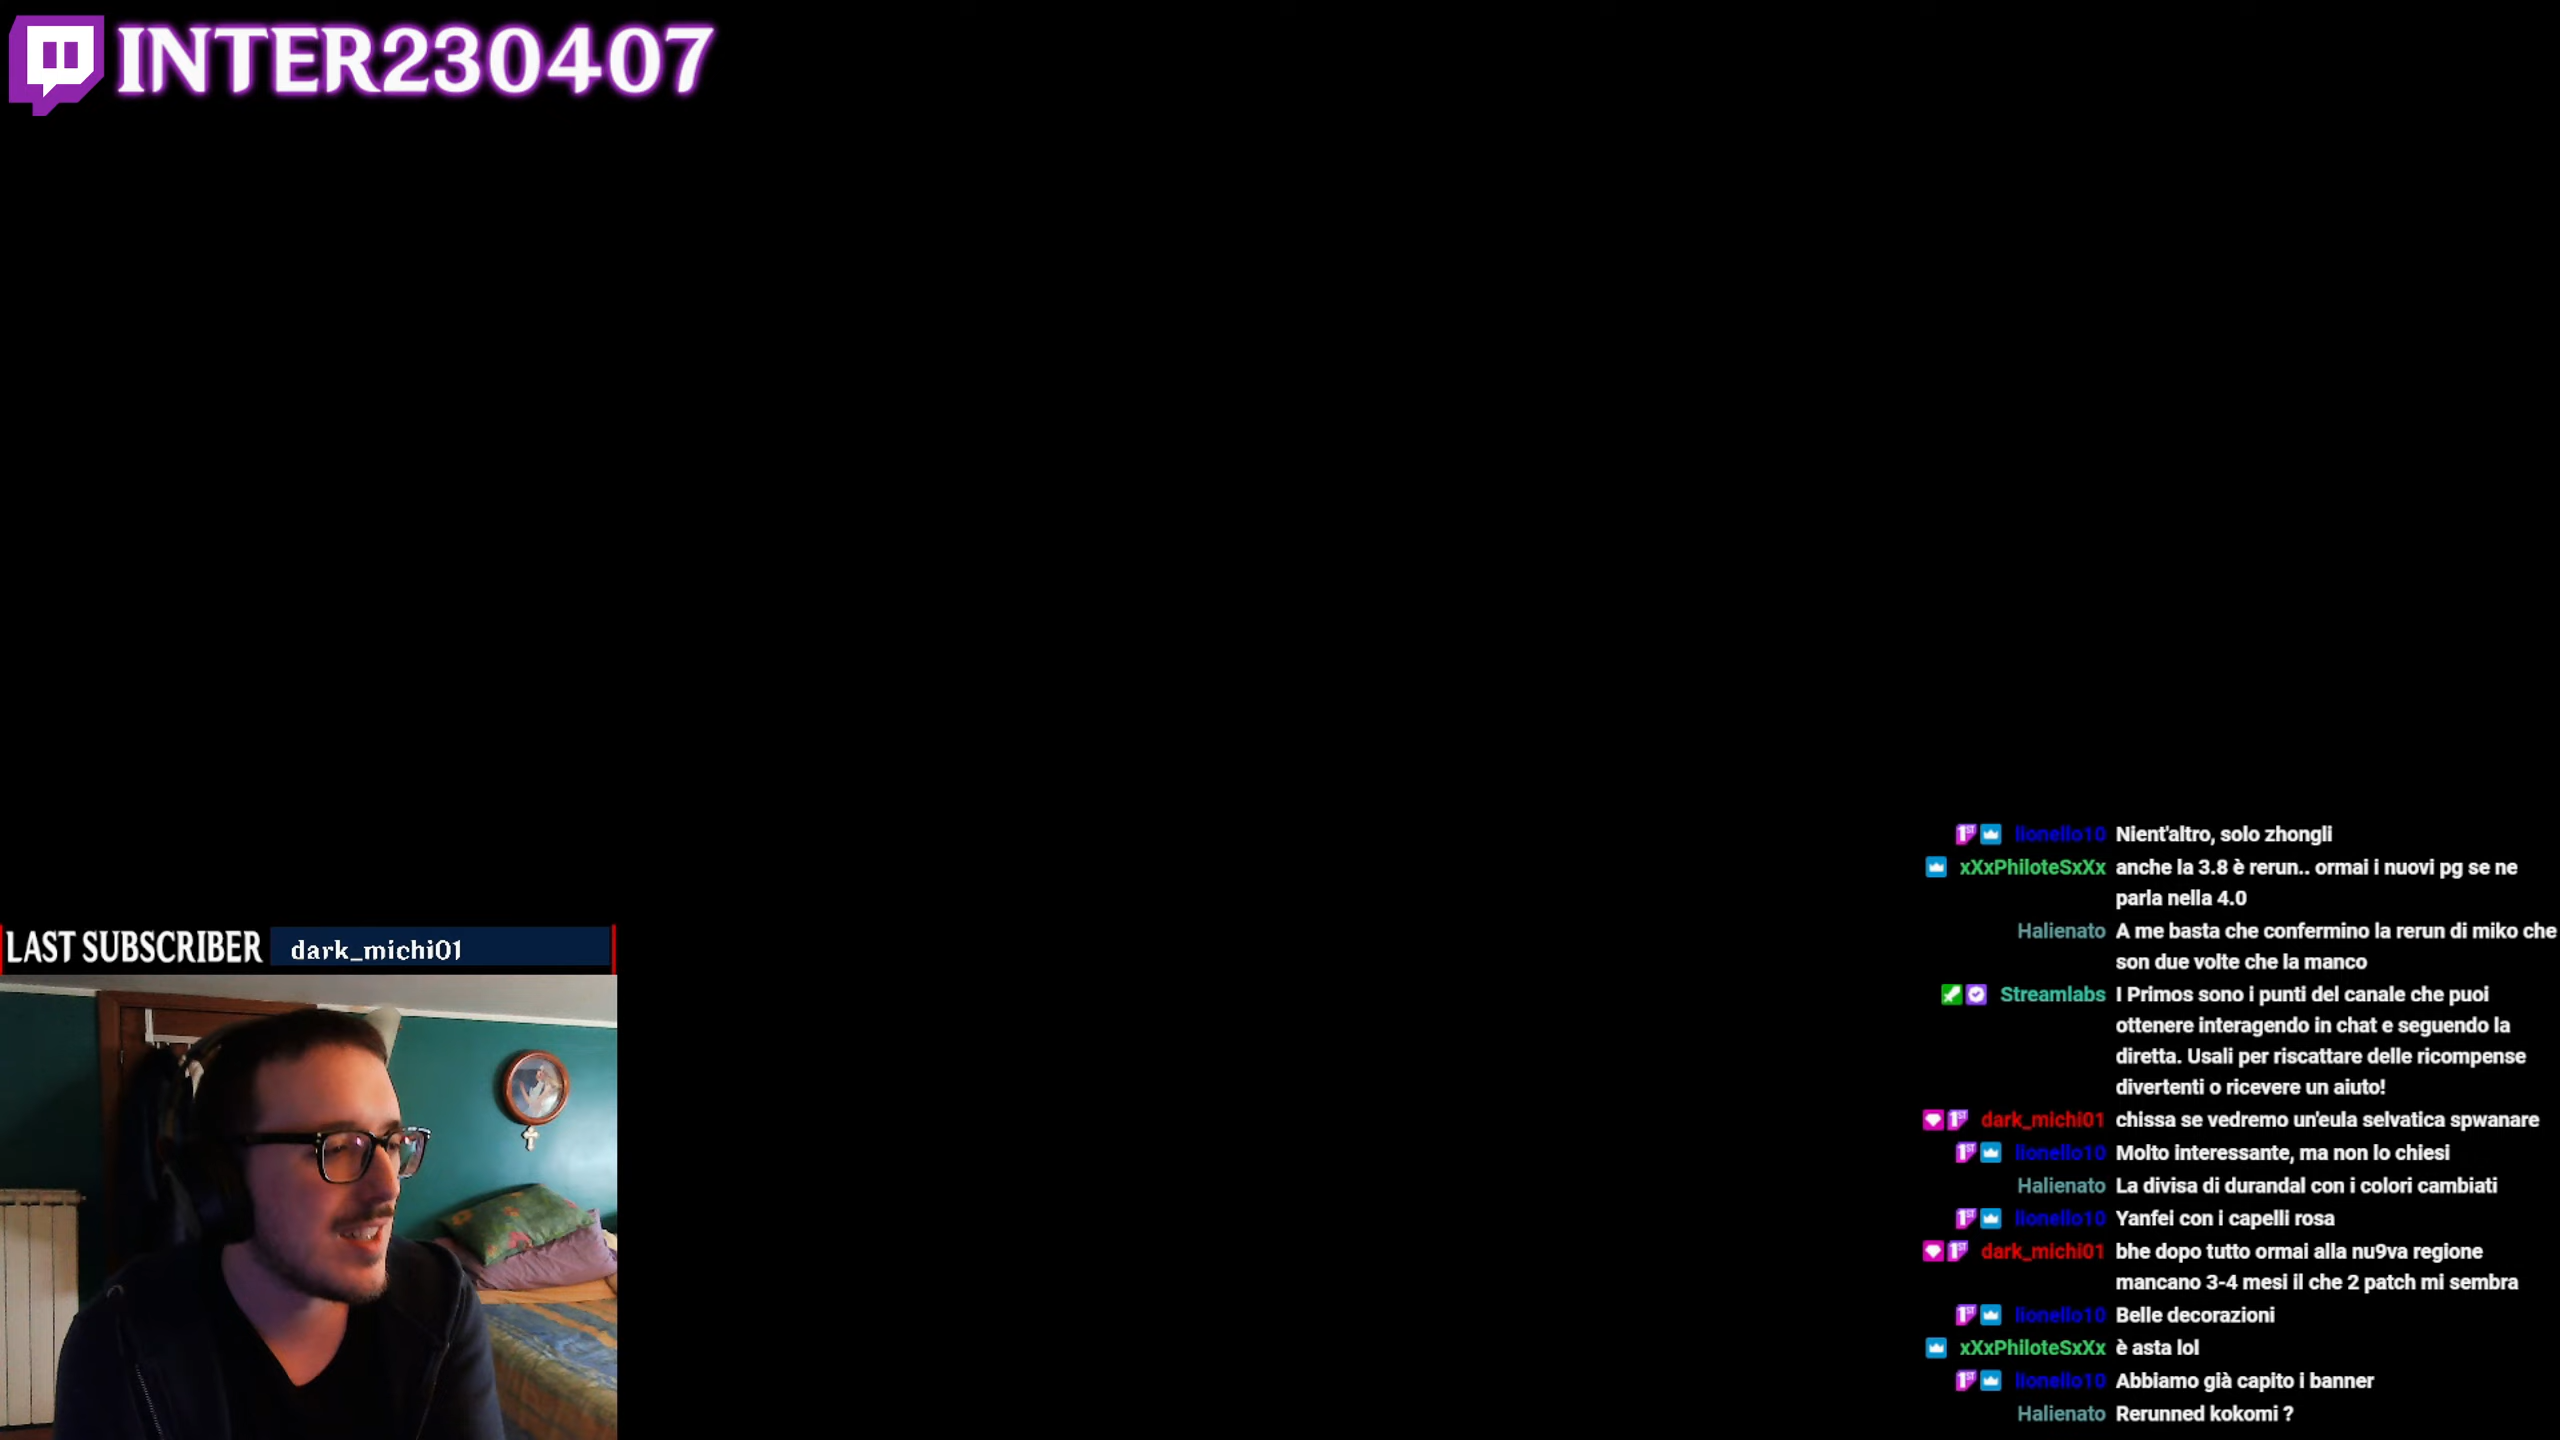 INTER230407
lionello10 Nient'altro, solo zhongli
xXxPhiloteSxXx anche la 3.8 è rerun.. ormai i nuovi pg se ne
parla nella 4.0
Halienato A me basta che confermino la rerun di miko che
son due volte che la manco
Streamlabs I Primos sono i punti del canale che puoi
ottenere interagendo in chat e seguendo la
diretta. Usali per riscattare delle ricompense
divertenti o ricevere un aiuto!
dark_michi01 chissa se vedremo un'eula selvatica spwanare
lionello10 Molto interessante, ma non lo chiesi
Halienato La divisa di durandal con i colori cambiati
lionello10 Yanfei con i capelli rosa
dark_michi01 bhe dopo tutto ormai alla nu9va regione
mancano 3-4 mesi il che 2 patch mi sembra
lionello10 Belle decorazioni
xXxPhiloteSxXx è asta lol
lionello10 Abbiamo già capito i banner
Halienato Rerunned kokomi ?
LAST SUBSCRIBER dark_michi01